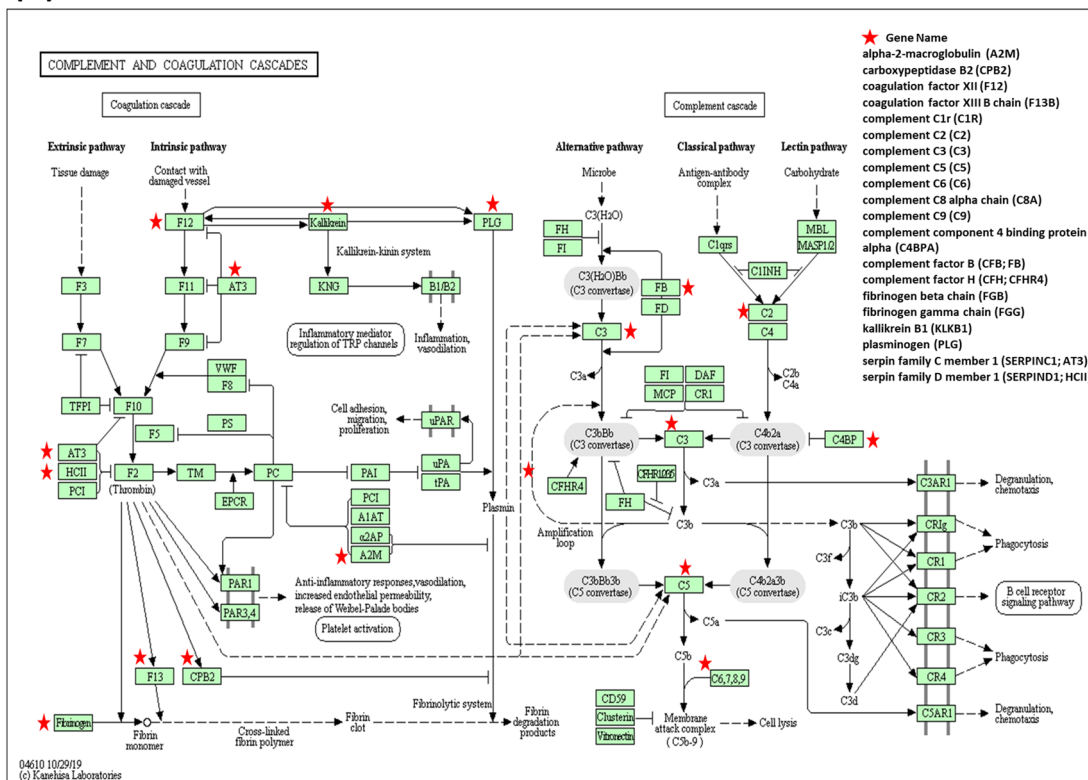 COMPLEMENT AND COAGULATION CASCADES
Coagulation cascade
Complement cascade
Extrinsic pathway
Intrinsic pathway
Alternative pathway
Classical pathway
Lectin pathway
Tissue damage
Contact with
damaged vessel
Microbe
Antigen-antibody
complex
Carbohydrate
F12
Kallikrein
PLG
Kallikrein-kinin system
F3
F11
AT3
KNG
B1/B2
Inflammatory mediator
regulation of TRP channels
Inflammation,
vasodilation
F7
F9
VWF
F8
TFPI
F10
F5
PS
Cell adhesion,
migration,
proliferation
uPAR
AT3
HCII
PCI
F2
(Thrombin)
TM
PC
EPCR
PAI
uPA
tPA
Plasmin
PCI
A1AT
α2AP
A2M
PAR1
PAR3,4
Anti-inflammatory responses,vasodilation,
increased endothelial permeability,
release of Weibel-Palade bodies
Platelet activation
F13
CPB2
Fibrinolytic system
Fibrinogen
Fibrin
monomer
Cross-linked
fibrin polymer
Fibrin
clot
Fibrin
degradation
products
C3(H2O)
FH
FI
C3(H2O)Bb
(C3 convertase)
FB
FD
C3
C3a
C1qrs
MBL
MASP1/2
C1INH
C2
C4
C2b
C4a
FI
DAF
MCP
CR1
C3bBb
(C3 convertase)
C3
C4b2a
(C3 convertase)
C4BP
CFHR4
FH
C3a
C3b
Amplification
loop
C3bBb3b
(C5 convertase)
C5
C4b2a3b
(C5 convertase)
C5a
C5b
C6,7,8,9
CD59
Clusterin
Vitronectin
Membrane
attack complex
(C5b-9)
Cell lysis
C3b
C3f
iC3b
C3c
C3dg
C3d
C3AR1
CRIg
CR1
CR2
CR3
CR4
C5AR1
Degranulation,
chemotaxis
Phagocytosis
B cell receptor
signaling pathway
Phagocytosis
Degranulation,
chemotaxis
Gene Name
alpha-2-macroglobulin (A2M)
carboxypeptidase B2 (CPB2)
coagulation factor XII (F12)
coagulation factor XIII B chain (F13B)
complement C1r (C1R)
complement C2 (C2)
complement C3 (C3)
complement C5 (C5)
complement C6 (C6)
complement C8 alpha chain (C8A)
complement C9 (C9)
complement component 4 binding protein
alpha (C4BPA)
complement factor B (CFB; FB)
complement factor H (CFH; CFHR4)
fibrinogen beta chain (FGB)
fibrinogen gamma chain (FGG)
kallikrein B1 (KLKB1)
plasminogen (PLG)
serpin family C member 1 (SERPINC1; AT3)
serpin family D member 1 (SERPIND1; HCII
04610 10/29/19
(c) Kanehisa Laboratories